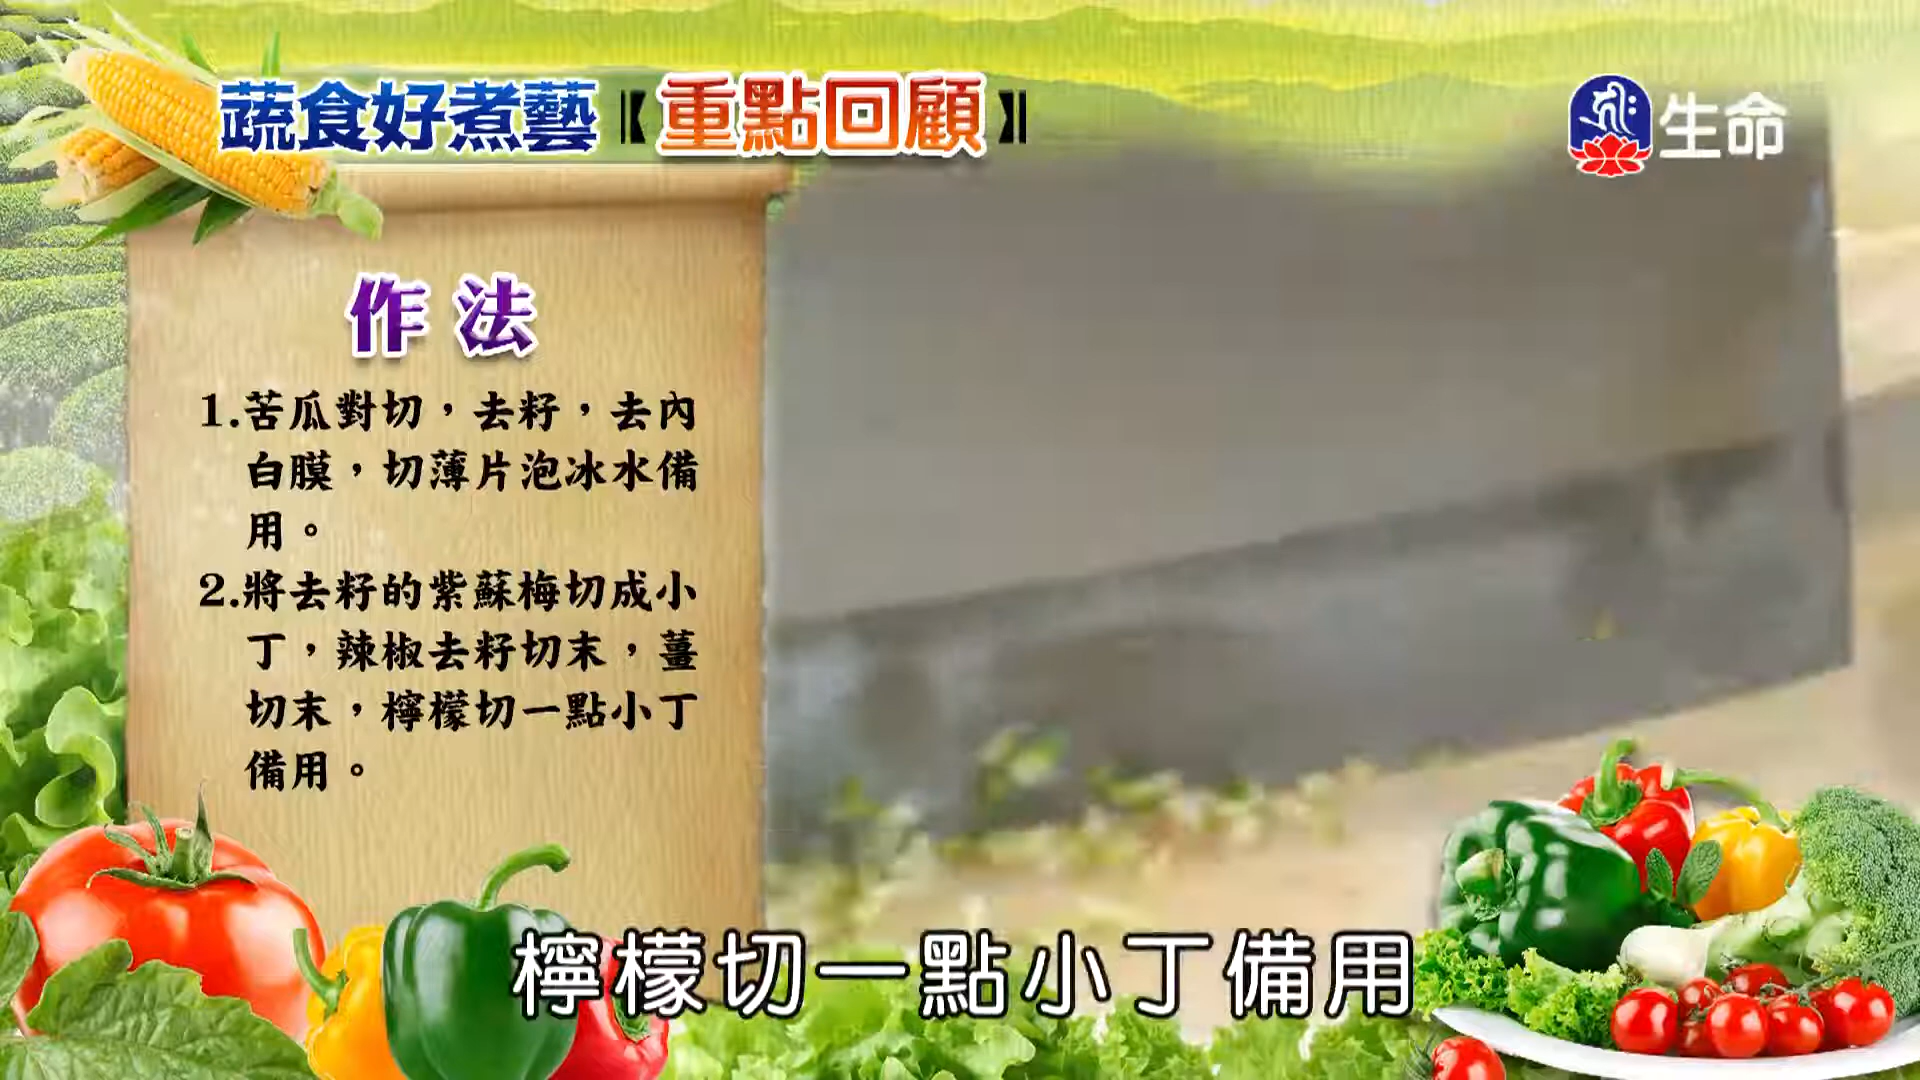 蔬食好煮藝【重點回顧】
生命
作法
1.苦瓜對切，去籽，去內
白膜，切薄片泡冰水備
用。
2.將去籽的紫蘇梅切成小
丁，辣椒去籽切末，薑
切末，檸檬切一點小丁
備用。
檸檬切一點小丁備用